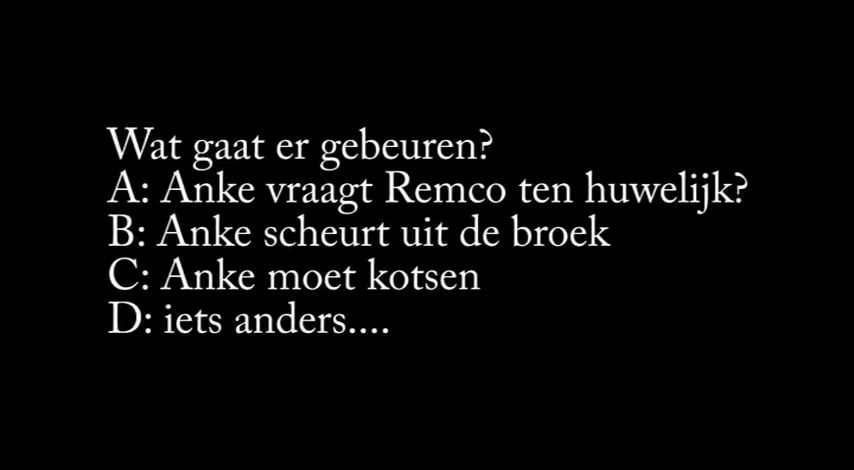 Wat gaat er gebeuren?
A: Anke vraagt Remco ten huwelijk?
B: Anke scheurt uit de broek
C: Anke moet kotsen
D: iets anders....